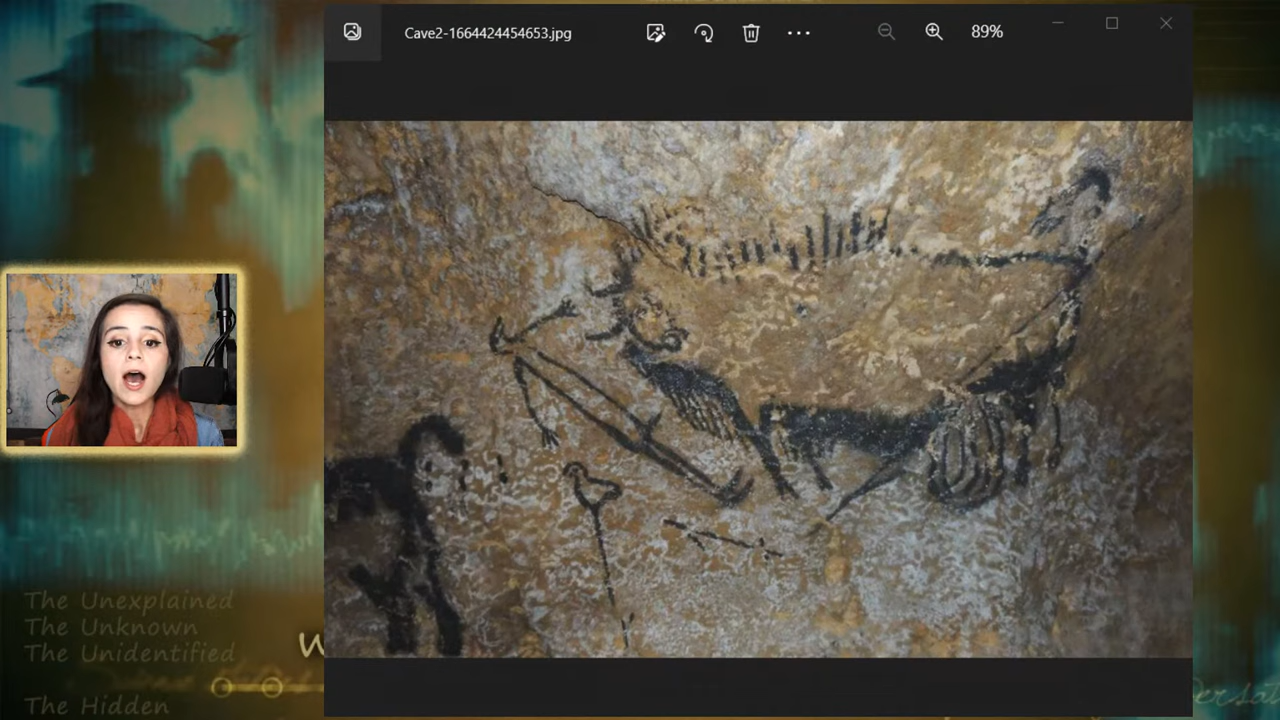 Cave2-1664424454653.jpg
89%
The Unexplained
The Unknown
The Unidentified
The Hidden